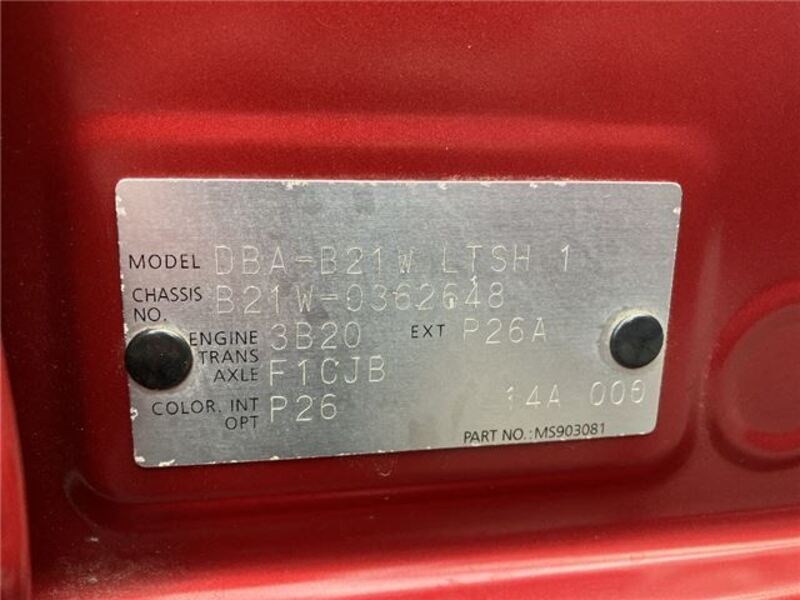 MODEL DBA-B21W LTSH 1
CHASSIS NO. B21W-0362648
ENGINE 3B20 EXT P26A
TRANS AXLE F1CJB
COLOR. INT OPT P26 14A 000
PART NO.: MS903081